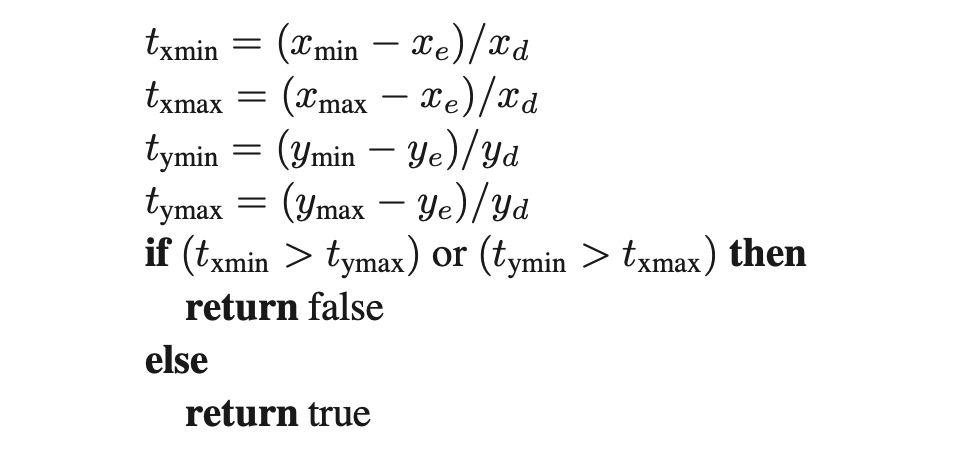 t_xmin = (x_min − x_e)/x_d
t_xmax = (x_max − x_e)/x_d
t_ymin = (y_min − y_e)/y_d
t_ymax = (y_max − y_e)/y_d
if (t_xmin > t_ymax) or (t_ymin > t_xmax) then
return false
else
return true